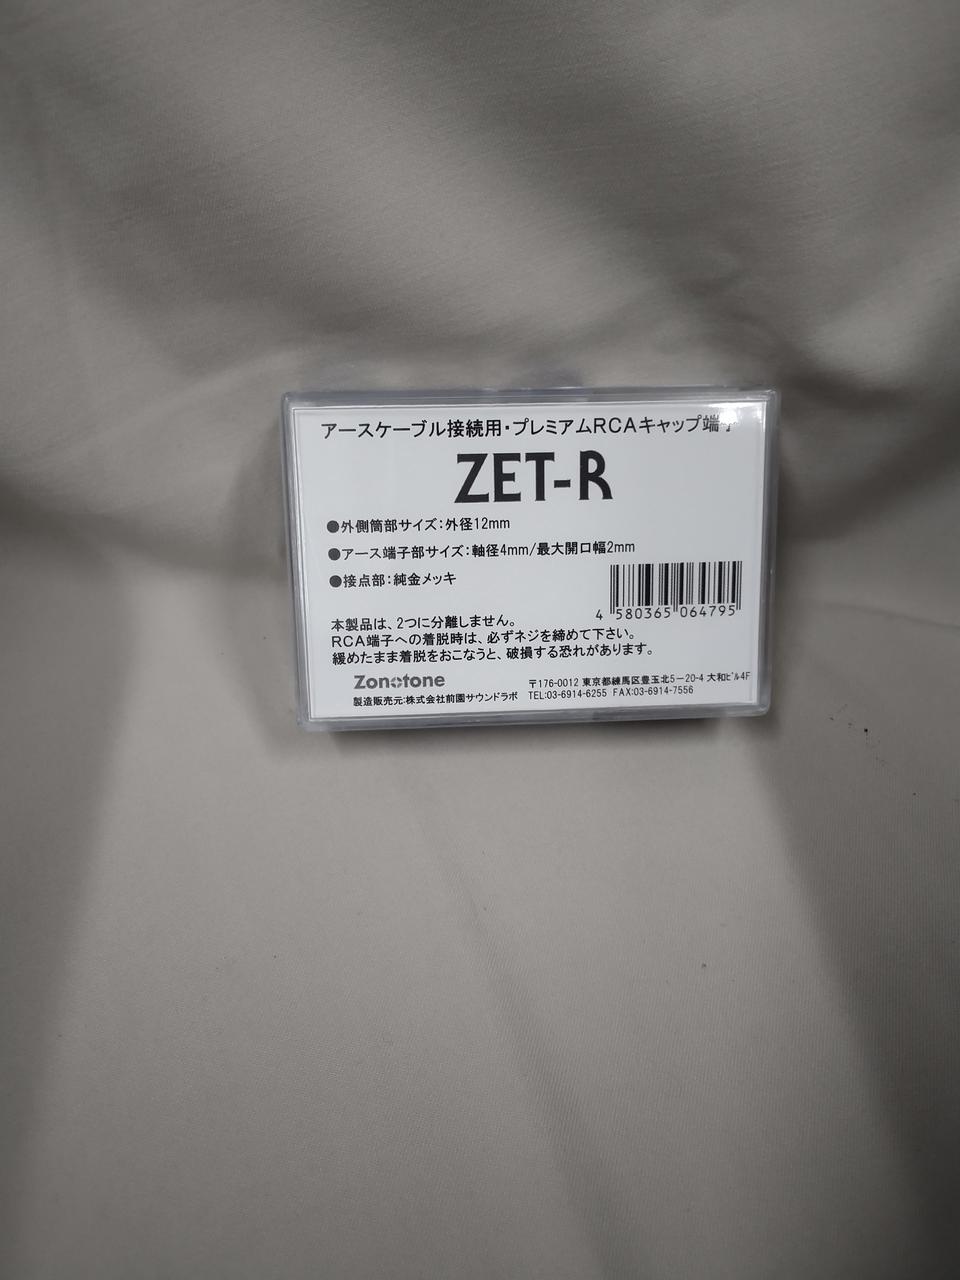 アースケーブル接続用・プレミアムRCAキャップ端子
ZET-R
●外側筒部サイズ：外径12mm
●アース端子部サイズ：軸径4mm/最大開口幅2mm
●接点部：純金メッキ
4 580365 064795
本製品は、2つに分離しません。
RCA端子への着脱時は、必ずネジを締めて下さい。
緩めたまま着脱をおこなうと、破損する恐れがあります。
Zonotone
製造販売元：株式会社前園サウンドラボ
〒176-0012 東京都練馬区豊玉北5-20-4 大和ﾋﾞﾙ4F
TEL:03-6914-6255 FAX:03-6914-7556